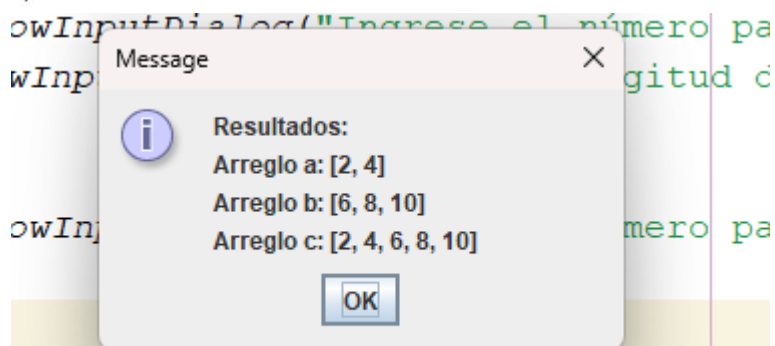 owInputDialog("Ingrese el número pa
Message
wInp gitud d
Resultados:
Arreglo a: [2, 4]
Arreglo b: [6, 8, 10]
owInp mero pa
Arreglo c: [2, 4, 6, 8, 10]
OK